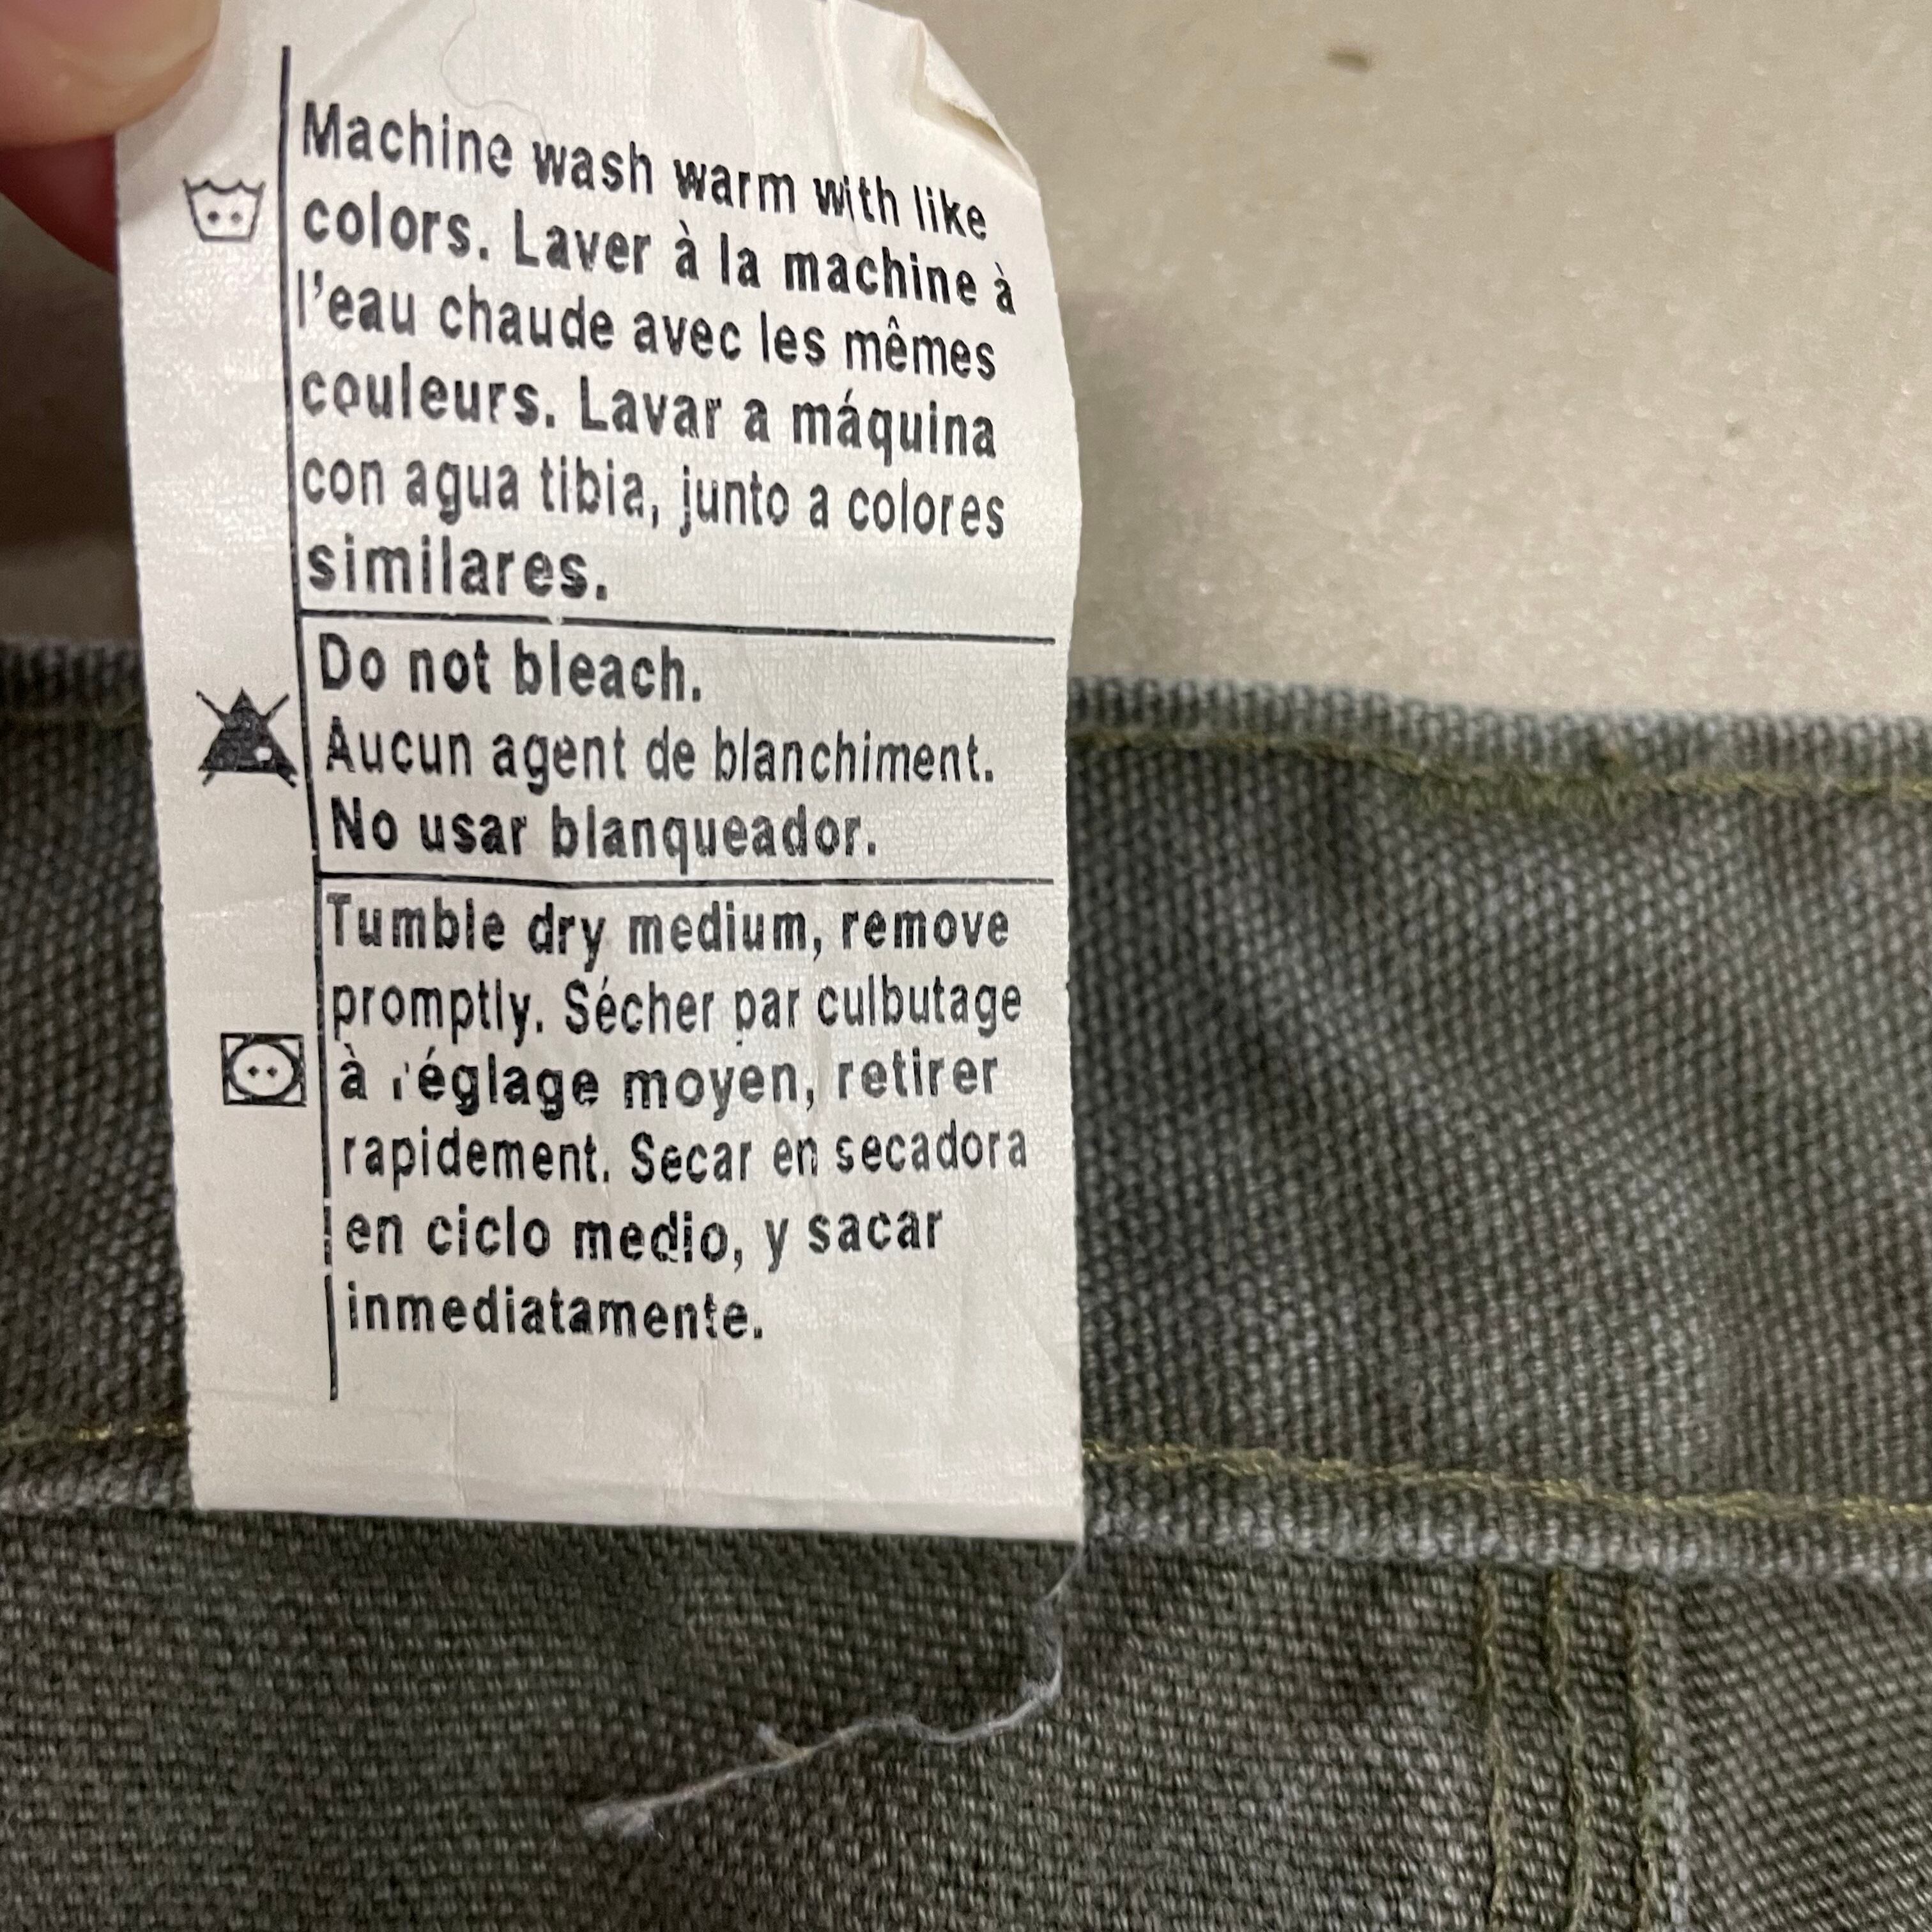 Machine wash warm with like
colors. Laver à la machine à
l'eau chaude avec les mêmes
couleurs. Lavar a máquina
con agua tibia, junto a colores
similares.
Do not bleach.
Aucun agent de blanchiment.
No usar blanqueador.
Tumble dry medium, remove
promptly. Sécher par culbutage
à réglage moyen, retirer
rapidement. Secar en secadora
en ciclo medio, y sacar
inmediatamente.